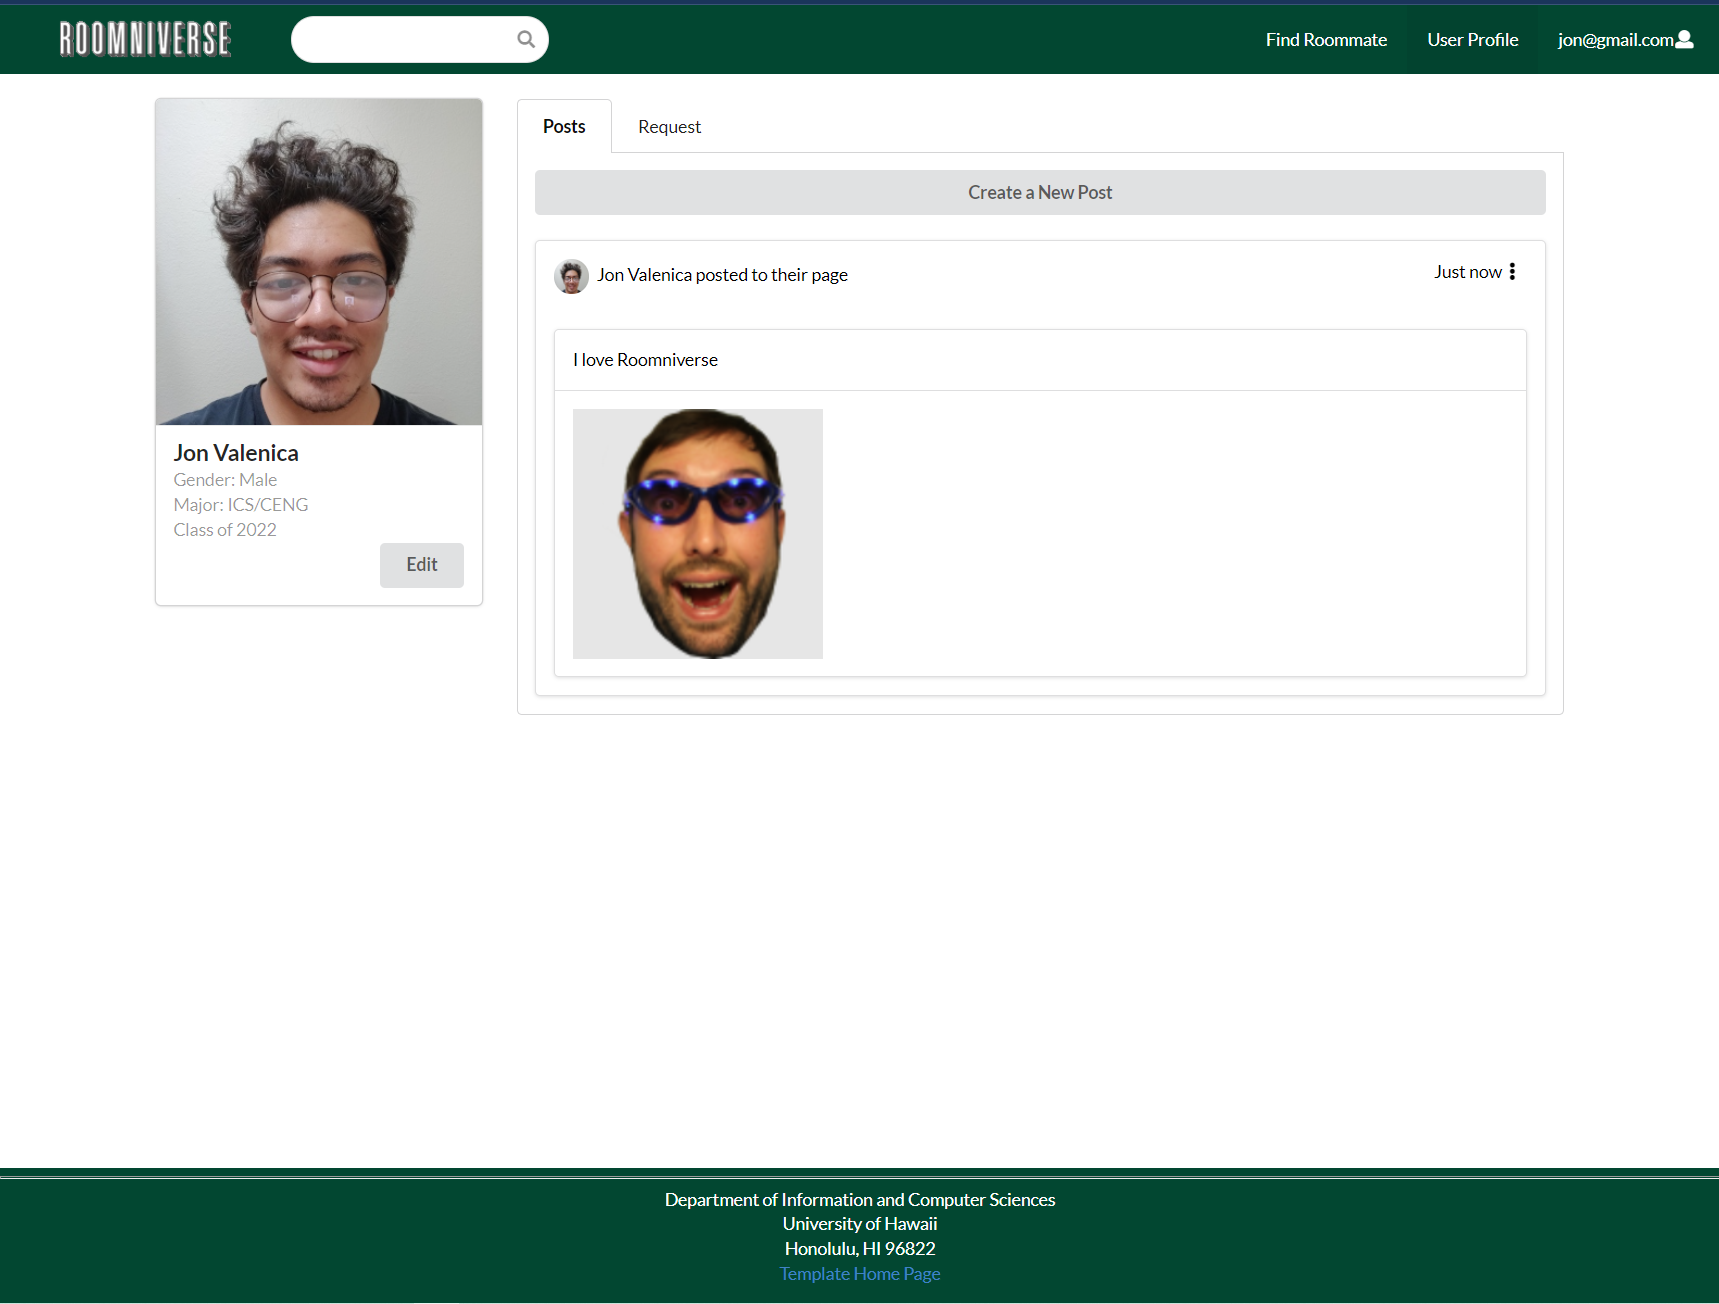 ROOMNIVERSE
Find Roommate
User Profile
jon@gmail.com
Posts
Request
Create a New Post
Jon Valenica posted to their page
Just now
I love Roomniverse
Jon Valenica
Gender: Male
Major: ICS/CENG
Class of 2022
Edit
Department of Information and Computer Sciences
University of Hawaii
Honolulu, HI 96822
Template Home Page